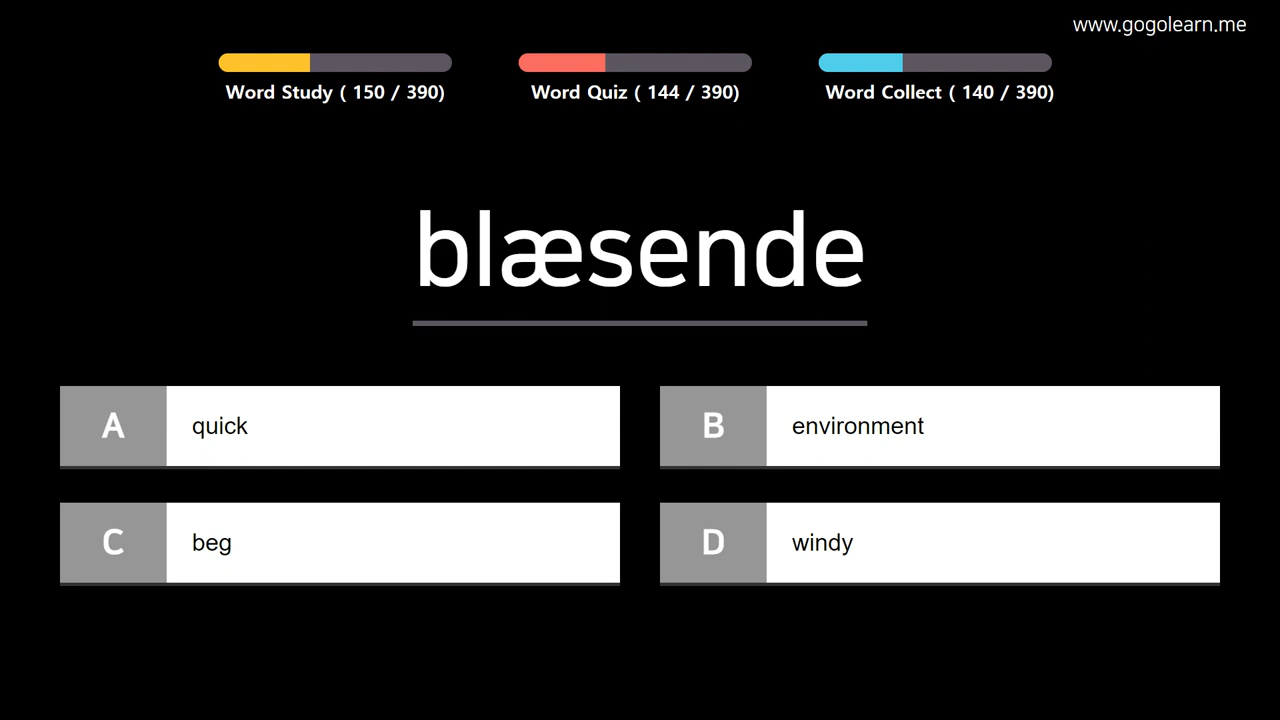 www.gogolearn.me
Word Study ( 150 / 390)
Word Quiz ( 144 / 390)
Word Collect ( 140 / 390)
blæsende
A quick
B environment
C beg
D windy